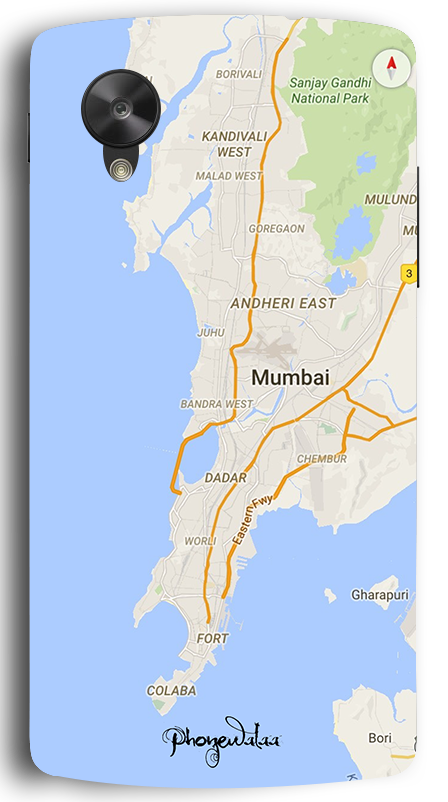 BORIVALI
Sanjay Gandhi
National Park
KANDIVALI
WEST
MALAD WEST
MULUND
GOREGAON
3
ANDHERI EAST
JUHU
Mumbai
BANDRA WEST
CHEMBUR
DADAR
Eastern Fwy
WORLI
Gharapuri
FORT
COLABA
Bori
Phonewalaa